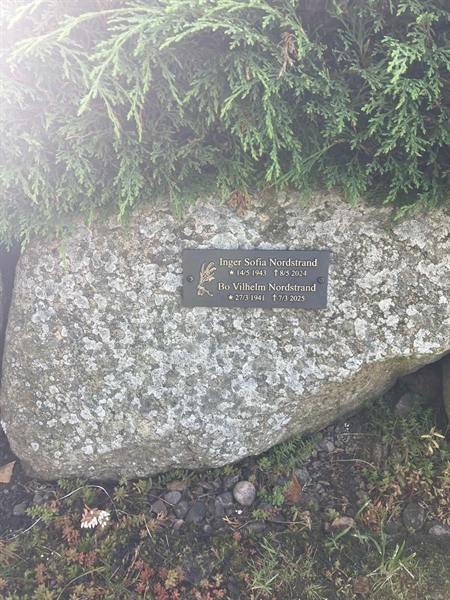 Inger Sofia Nordstrand
★ 14/5 1943 † 8/5 2024
Bo Vilhelm Nordstrand
★ 27/3 1941 † 7/3 2025